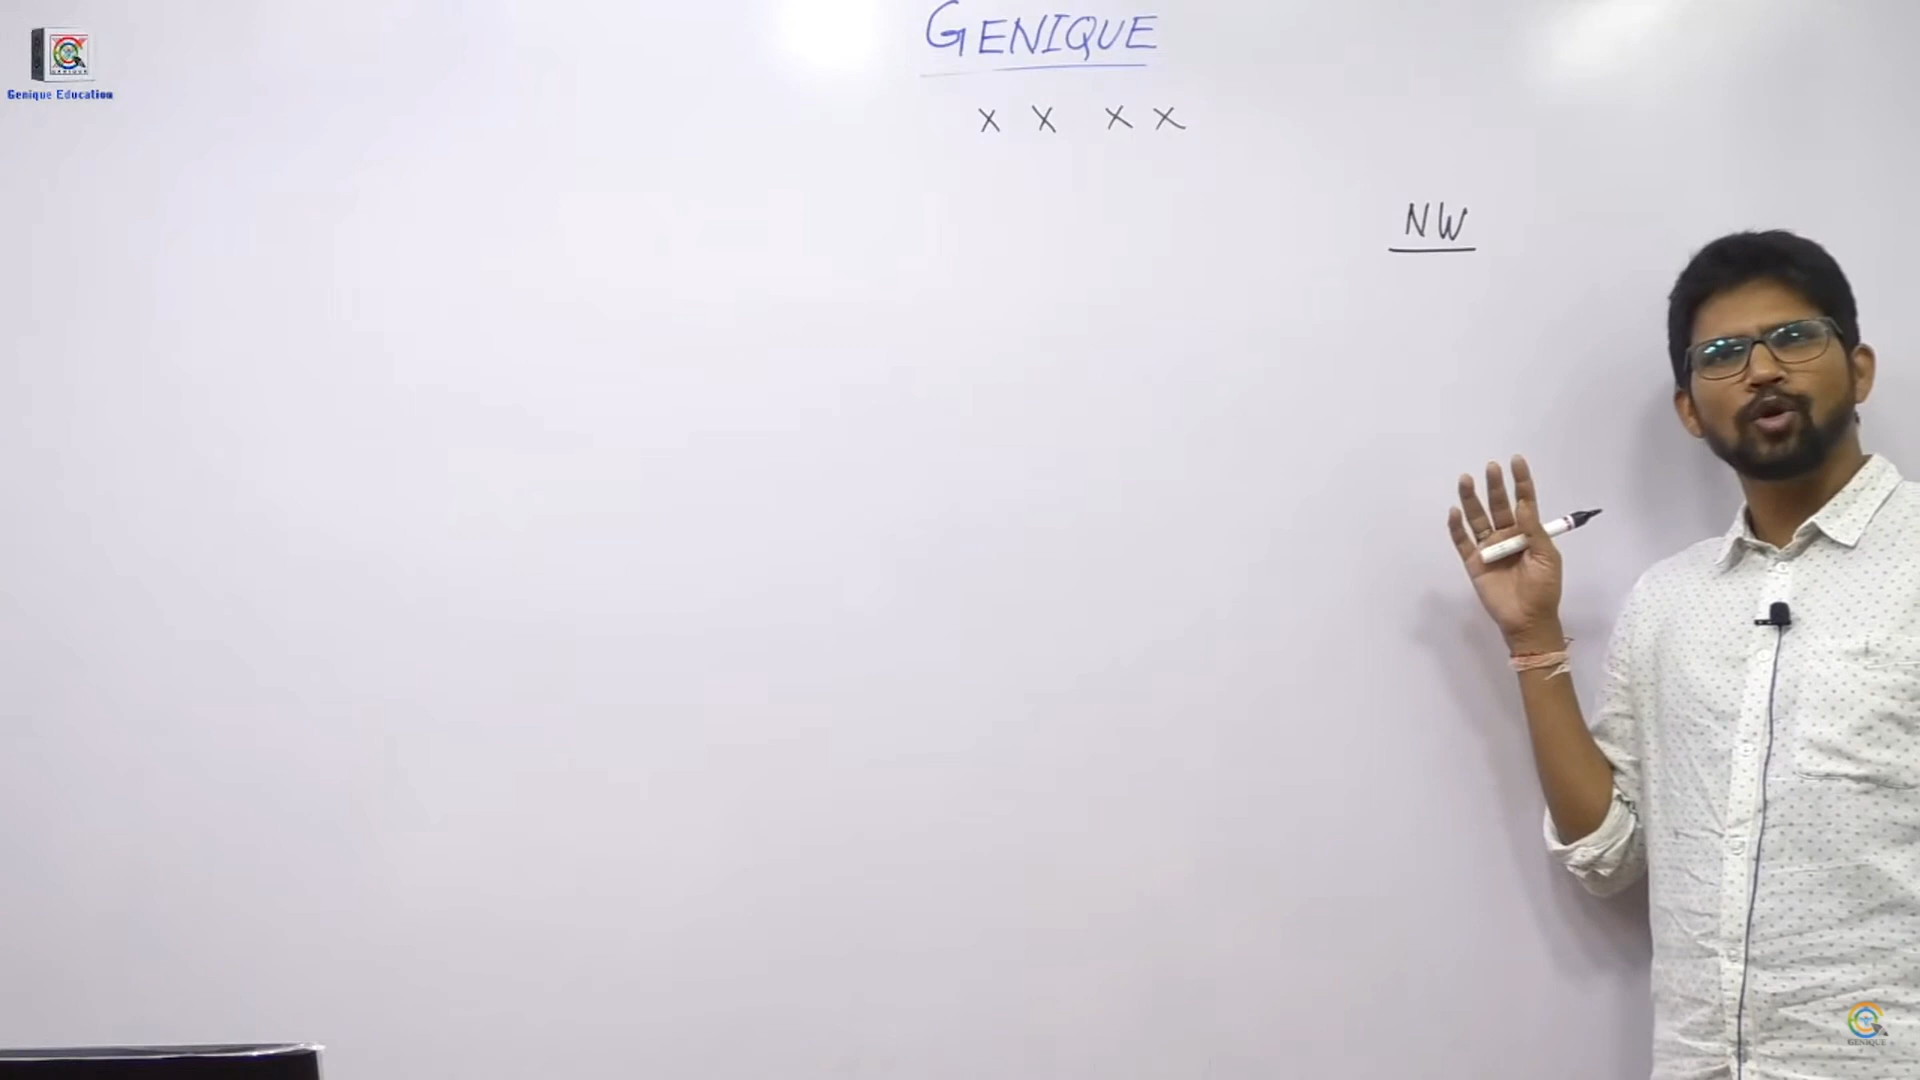 GENIQUE
Genique Education
X X X X
NW
GENIQUE